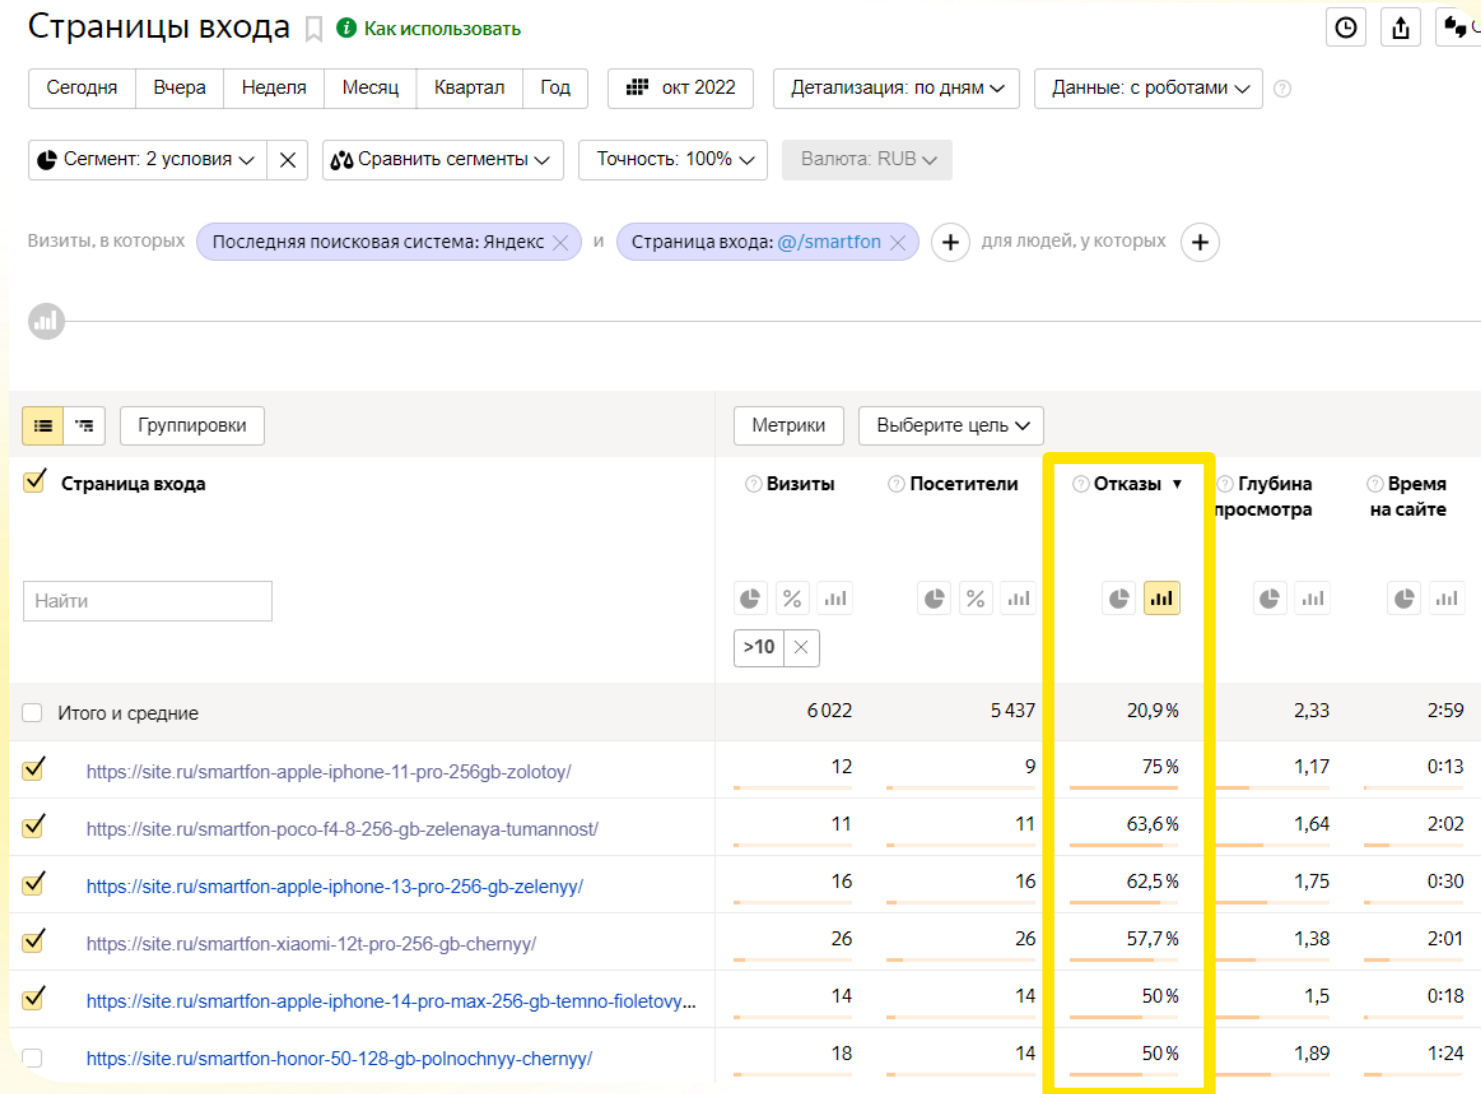 Страницы входа Как использовать
Сегодня Вчера Неделя Месяц Квартал Год окт 2022 Детализация: по дням Данные: с роботами
Сегмент: 2 условия Сравнить сегменты Точность: 100% Валюта: RUB
Визиты, в которых Последняя поисковая система: Яндекс и Страница входа: @/smartfon + для людей, у которых +
Группировки Метрики Выберите цель
Страница входа Визиты Посетители Отказы ▼ Глубина просмотра Время на сайте
Найти
>10
Итого и средние 6 022 5 437 20,9 % 2,33 2:59
https://site.ru/smartfon-apple-iphone-11-pro-256gb-zolotoy/ 12 9 75 % 1,17 0:13
https://site.ru/smartfon-poco-f4-8-256-gb-zelenaya-tumannost/ 11 11 63,6 % 1,64 2:02
https://site.ru/smartfon-apple-iphone-13-pro-256-gb-zelenyy/ 16 16 62,5 % 1,75 0:30
https://site.ru/smartfon-xiaomi-12t-pro-256-gb-chernyy/ 26 26 57,7 % 1,38 2:01
https://site.ru/smartfon-apple-iphone-14-pro-max-256-gb-temno-fioletovy... 14 14 50 % 1,5 0:18
https://site.ru/smartfon-honor-50-128-gb-polnochnyy-chernyy/ 18 14 50 % 1,89 1:24